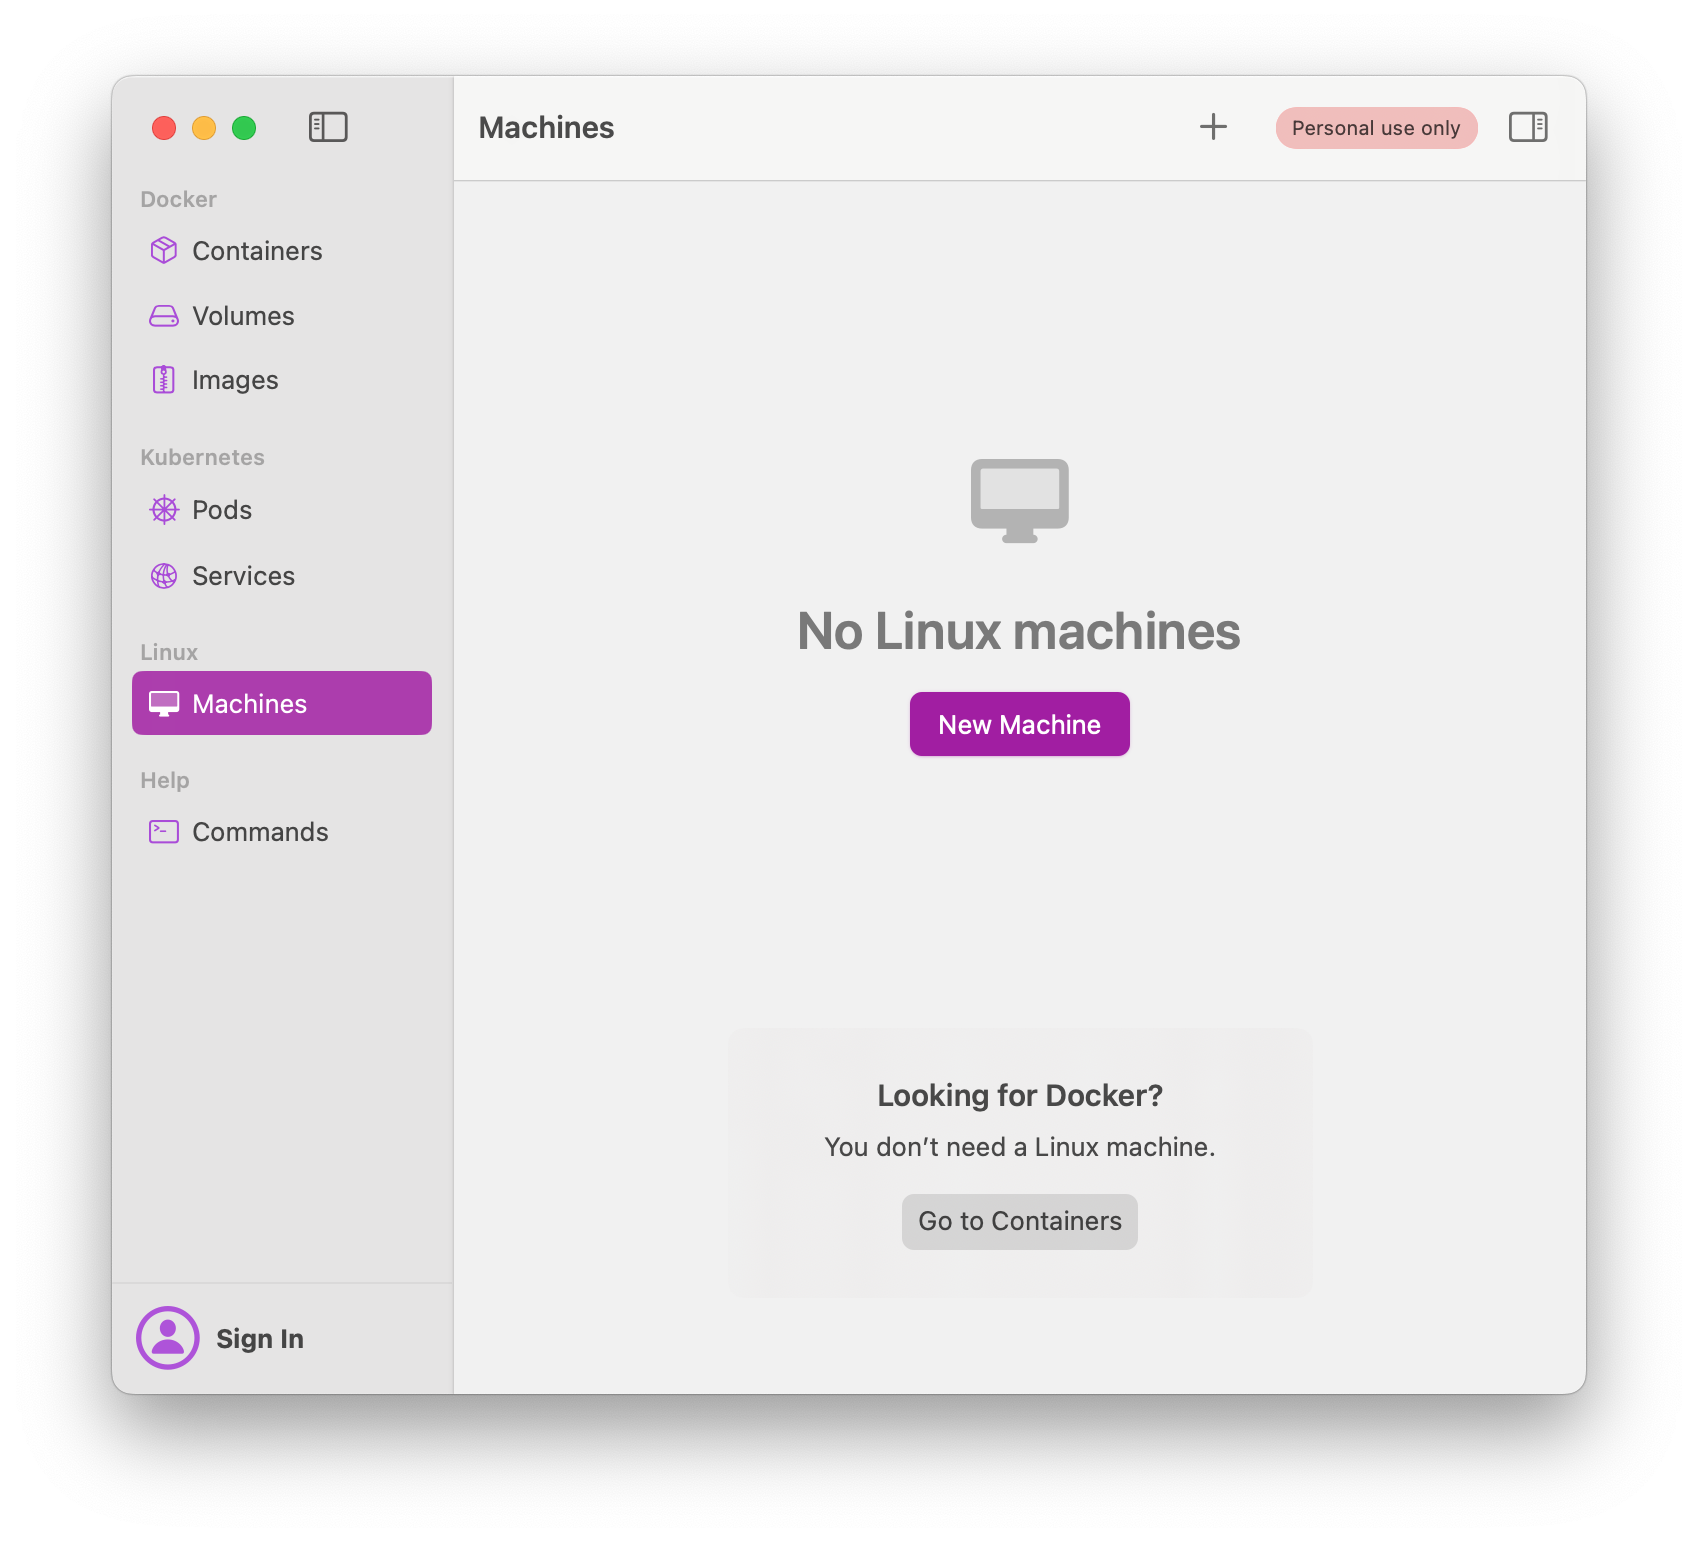 Machines
Personal use only
Docker
Containers
Volumes
Images
Kubernetes
Pods
Services
Linux
Machines
Help
Commands
Sign In
No Linux machines
New Machine
Looking for Docker?
You don’t need a Linux machine.
Go to Containers